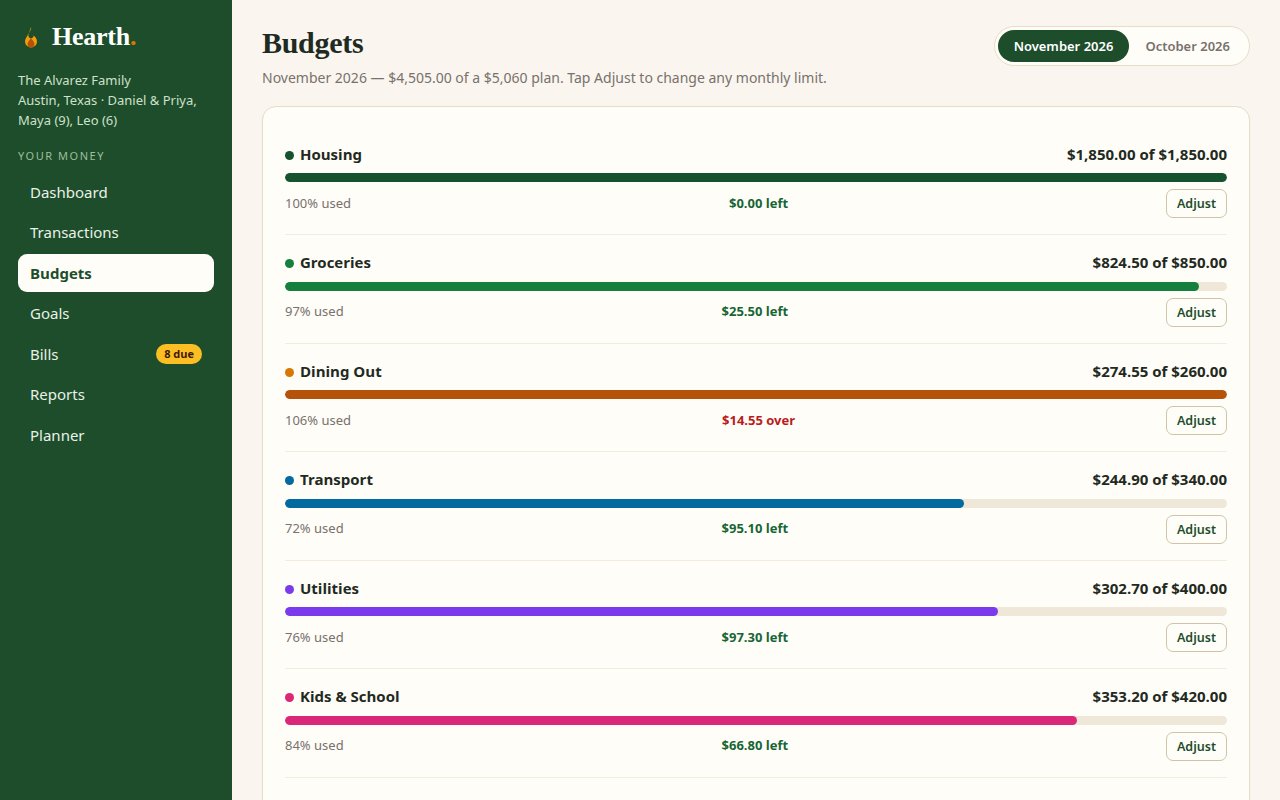 Hearth.
The Alvarez Family
Austin, Texas · Daniel & Priya,
Maya (9), Leo (6)
YOUR MONEY
Dashboard
Transactions
Budgets
Goals
Bills 8 due
Reports
Planner
Budgets
November 2026 — $4,505.00 of a $5,060 plan. Tap Adjust to change any monthly limit.
November 2026 October 2026
Housing $1,850.00 of $1,850.00
100% used $0.00 left Adjust
Groceries $824.50 of $850.00
97% used $25.50 left Adjust
Dining Out $274.55 of $260.00
106% used $14.55 over Adjust
Transport $244.90 of $340.00
72% used $95.10 left Adjust
Utilities $302.70 of $400.00
76% used $97.30 left Adjust
Kids & School $353.20 of $420.00
84% used $66.80 left Adjust